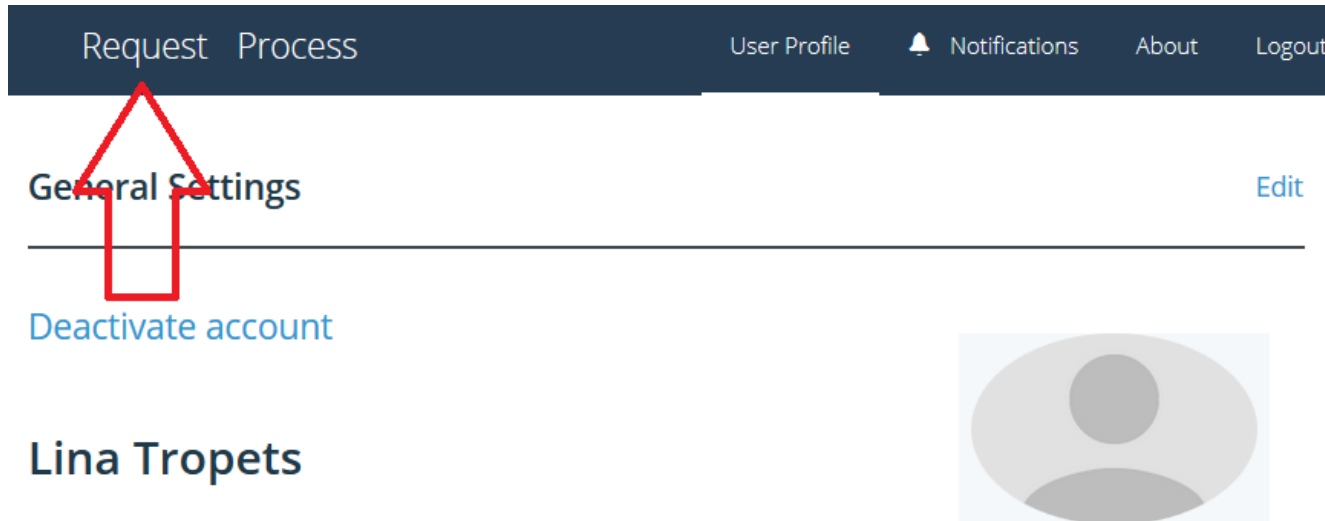 Request Process User Profile Notifications About Logout
General Settings Edit
Deactivate account
Lina Tropets